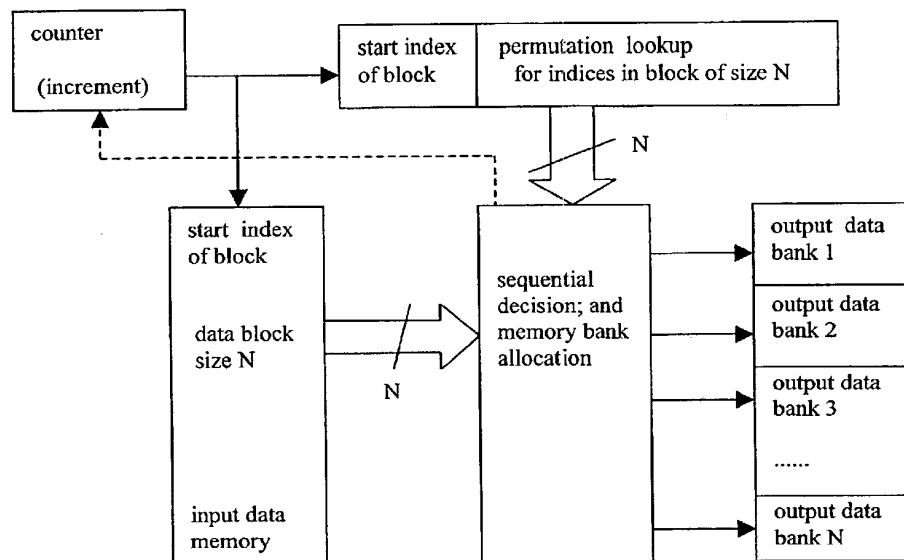 counter
(increment)
start index
of block
permutation lookup
for indices in block of size N
N
start index
of block
data block
size N
input data
memory
N
sequential
decision; and
memory bank
allocation
output data
bank 1
output data
bank 2
output data
bank 3
......
output data
bank N